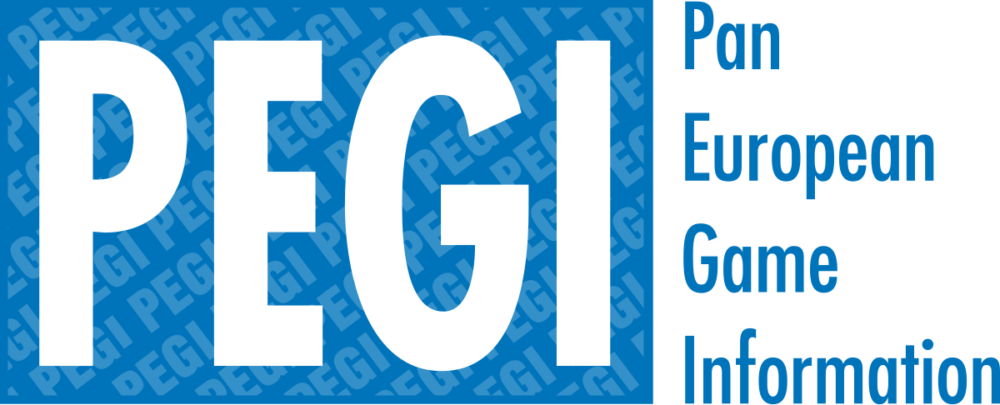 PEGI
Pan
European
Game
Information